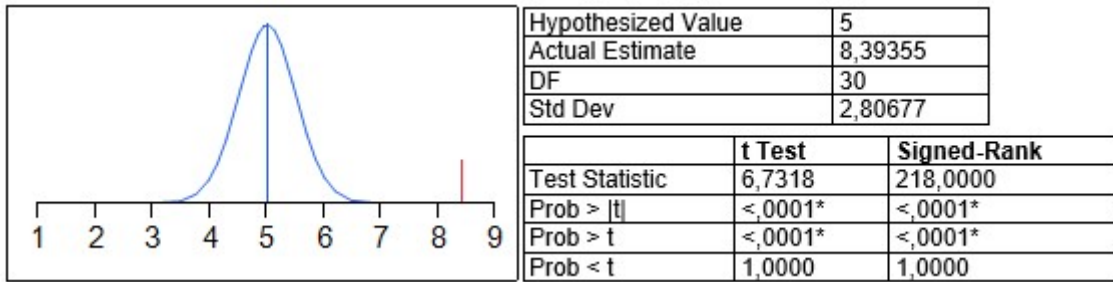 1 2 3 4 5 6 7 8 9
Hypothesized Value 5
Actual Estimate 8,39355
DF 30
Std Dev 2,80677
t Test Signed-Rank
Test Statistic 6,7318 218,0000
Prob > |t| <,0001* <,0001*
Prob > t <,0001* <,0001*
Prob < t 1,0000 1,0000